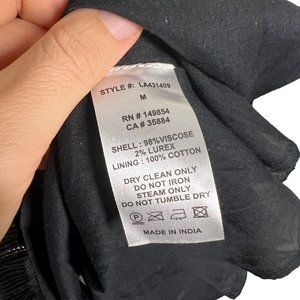 STYLE #: LA431409
M
RN # 149854
CA # 35884
SHELL : 98%VISCOSE
2% LUREX
LINING : 100% COTTON
DRY CLEAN ONLY
DO NOT IRON
STEAM ONLY
DO NOT TUMBLE DRY
MADE IN INDIA